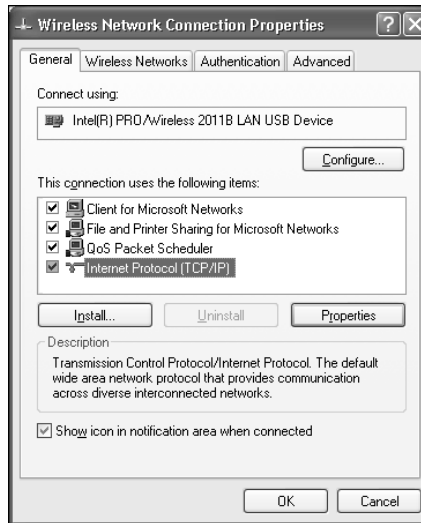 Wireless Network Connection Properties
General Wireless Networks Authentication Advanced
Connect using:
Intel(R) PRO/Wireless 2011B LAN USB Device
Configure...
This connection uses the following items:
Client for Microsoft Networks
File and Printer Sharing for Microsoft Networks
QoS Packet Scheduler
Internet Protocol (TCP/IP)
Install... Uninstall Properties
Description
Transmission Control Protocol/Internet Protocol. The default
wide area network protocol that provides communication
across diverse interconnected networks.
Show icon in notification area when connected
OK Cancel